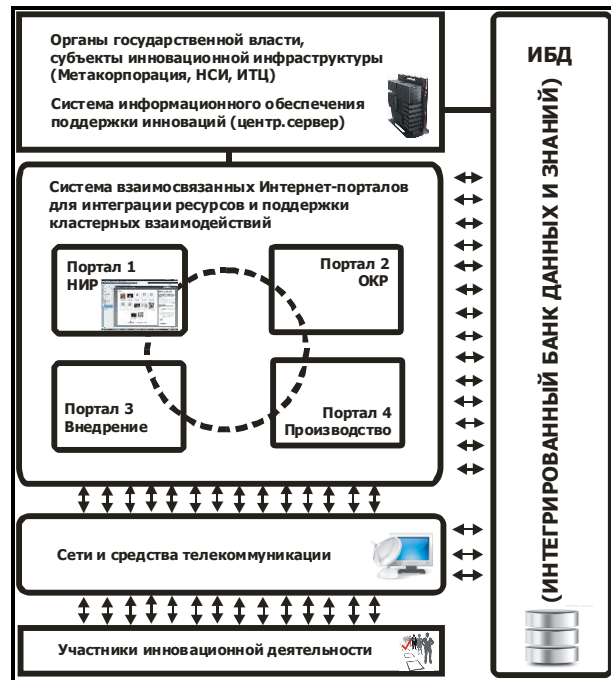 Органы государственной власти,
субъекты инновационной инфраструктуры
(Метакорпорация, НСИ, ИТЦ)
Система информационного обеспечения
поддержки инноваций (центр.сервер)
Система взаимосвязанных Интернет-порталов
для интеграции ресурсов и поддержки
кластерных взаимодействий
Портал 1
НИР
Портал 2
ОКР
Портал 3
Внедрение
Портал 4
Производство
Сети и средства телекоммуникации
Участники инновационной деятельности
ИБД
(ИНТЕГРИРОВАННЫЙ БАНК ДАННЫХ И ЗНАНИЙ)